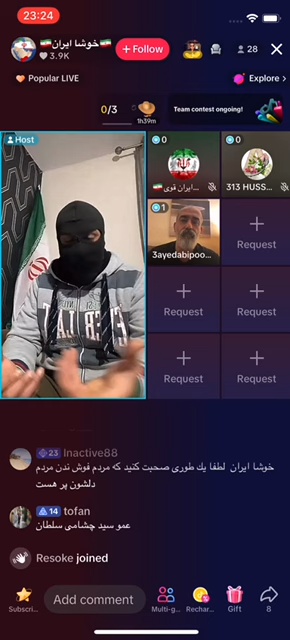 23:24
🇮🇷خوشا ایران🇮🇷
3.9K
+ Follow
28
Popular LIVE
Explore >
0/3
1h39m
Team contest ongoing!
Host
0
ایران قوی...
0
313 HUSS...
1
3ayedabipoo...
Request
Request
Request
Request
Request
23 Inactive88
خوشا ایران لطفا یك طوری صحبت کنید که مردم فوش ندن مردم
دلشون پر هست
14 tofan
عمو سید چشامی سلطان
Resoke joined
Subscri...
Add comment
Multi-g...
Rechar...
Gift
8